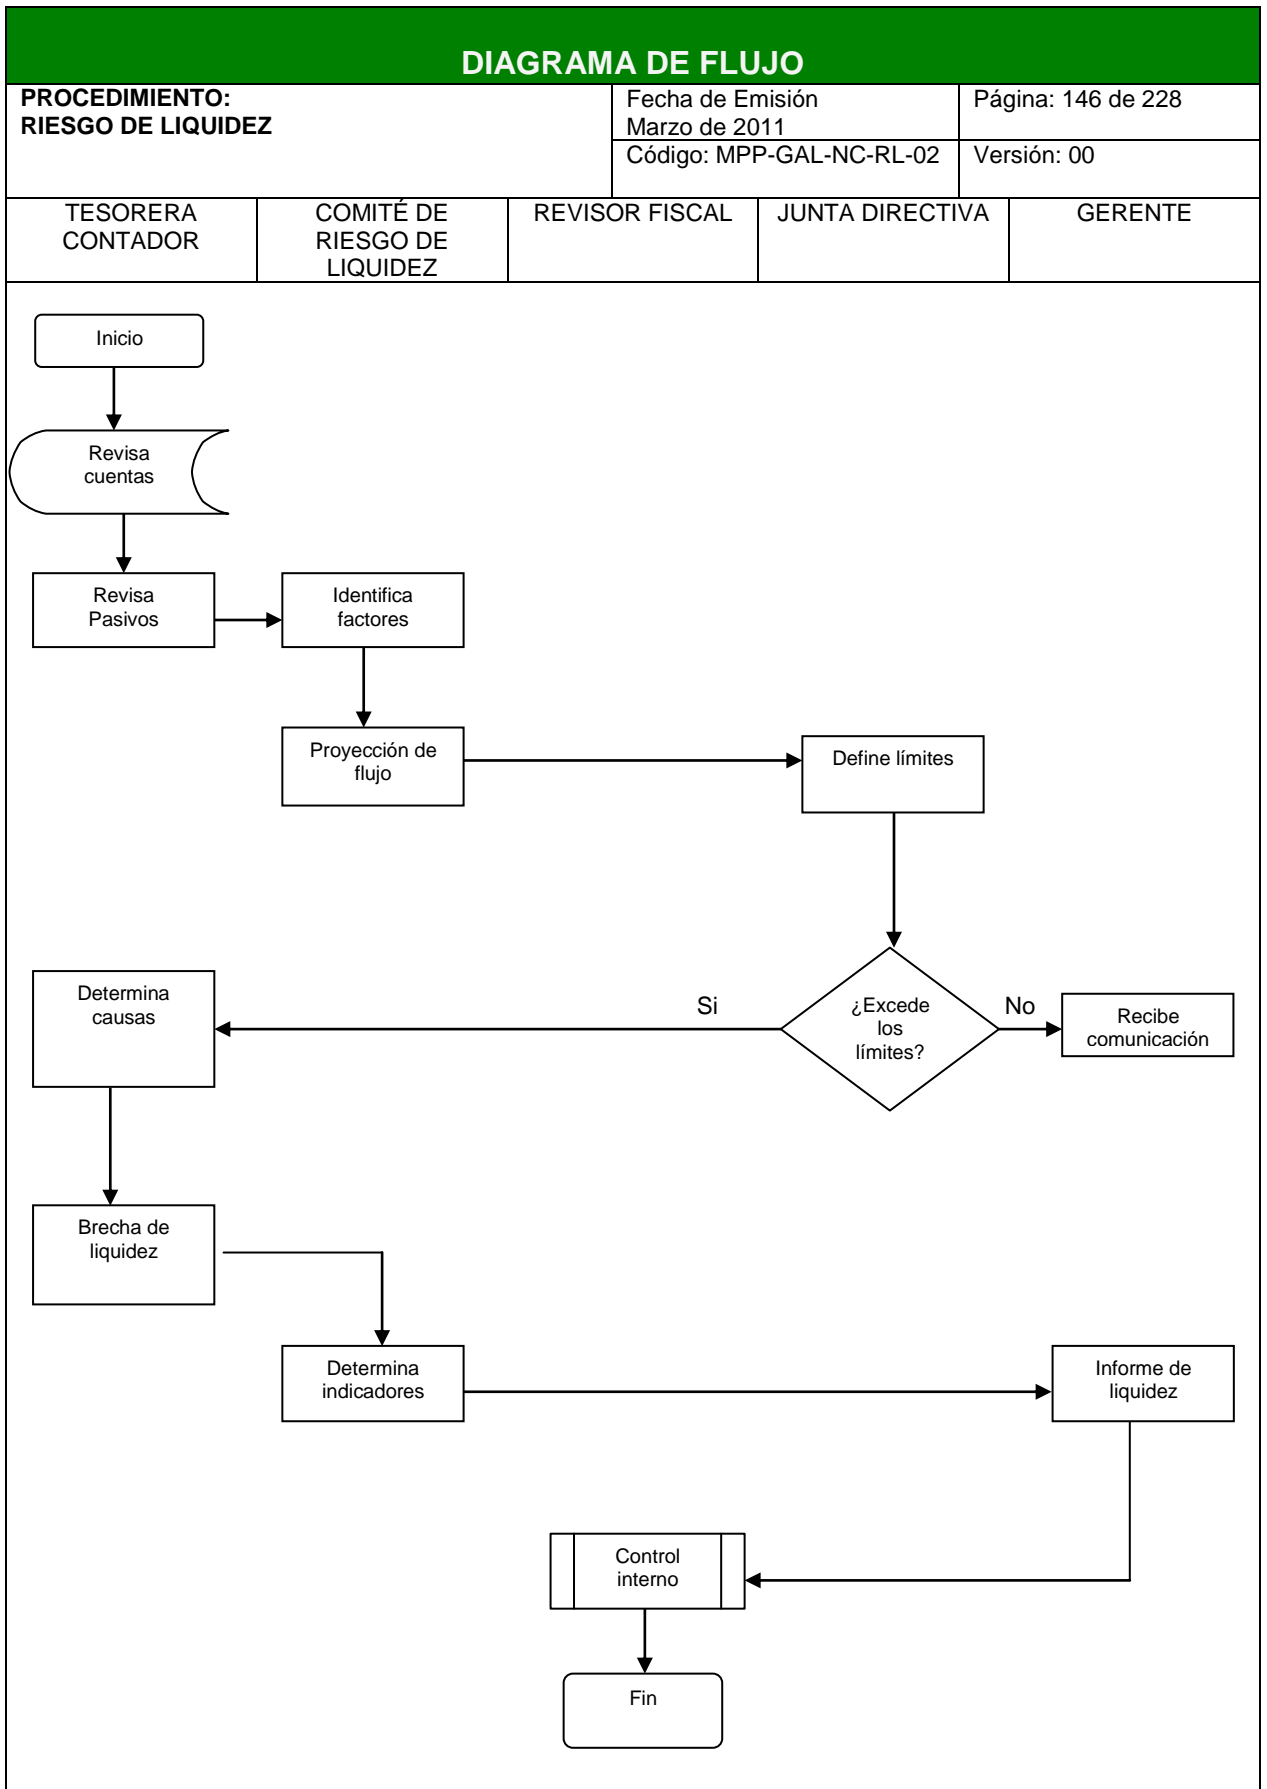 DIAGRAMA DE FLUJO
PROCEDIMIENTO:
RIESGO DE LIQUIDEZ
Fecha de Emisión
Marzo de 2011
Página: 146 de 228
Código: MPP-GAL-NC-RL-02
Versión: 00
TESORERA
CONTADOR
COMITÉ DE
RIESGO DE
LIQUIDEZ
REVISOR FISCAL
JUNTA DIRECTIVA
GERENTE
Inicio
Revisa
cuentas
Revisa
Pasivos
Identifica
factores
Proyección de
flujo
Define límites
¿Excede
los
límites?
Si
No
Recibe
comunicación
Determina
causas
Brecha de
liquidez
Determina
indicadores
Informe de
liquidez
Control
interno
Fin